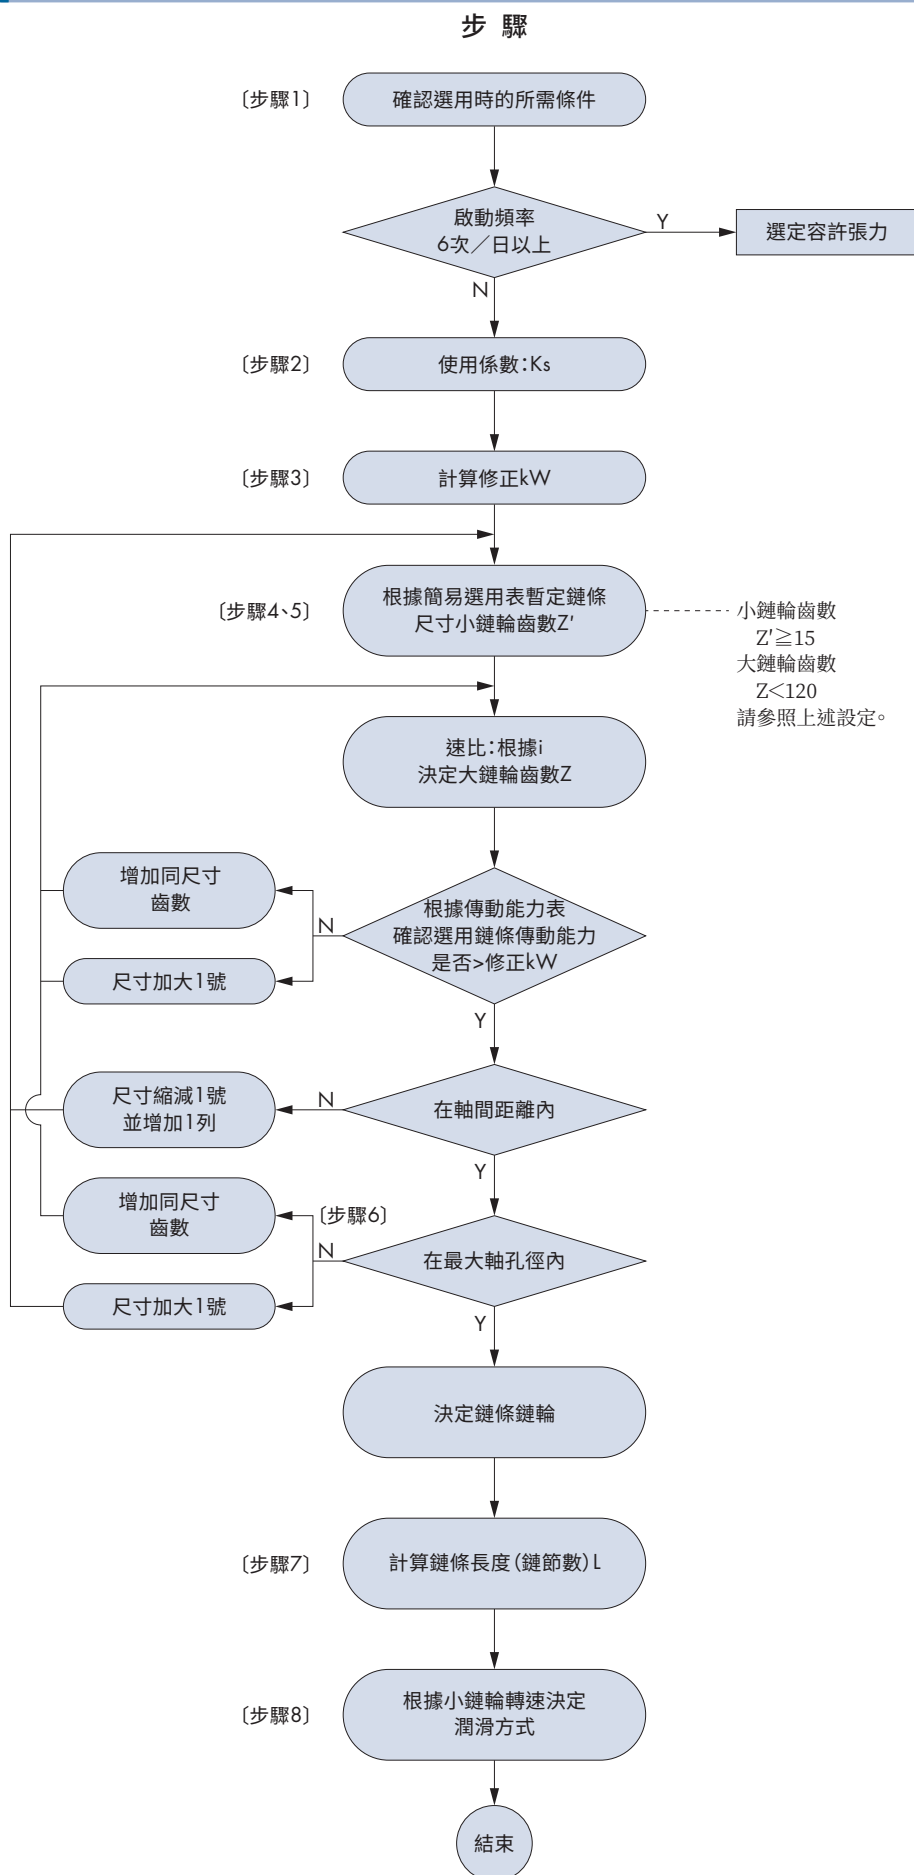 步驟
〔步驟1〕
確認選用時的所需條件
啟動頻率
6次／日以上
Y
選定容許張力
N
〔步驟2〕
使用係數：Ks
〔步驟3〕
計算修正kW
〔步驟4、5〕
根據簡易選用表暫定鏈條
尺寸小鏈輪齒數Z'
小鏈輪齒數
Z'≧15
大鏈輪齒數
Z＜120
請參照上述設定。
速比：根據i
決定大鏈輪齒數Z
增加同尺寸
齒數
尺寸加大1號
N
根據傳動能力表
確認選用鏈條傳動能力
是否>修正kW
Y
尺寸縮減1號
並增加1列
N
在軸間距離內
Y
增加同尺寸
齒數
〔步驟6〕
N
在最大軸孔徑內
尺寸加大1號
Y
決定鏈條鏈輪
〔步驟7〕
計算鏈條長度（鏈節數）L
〔步驟8〕
根據小鏈輪轉速決定
潤滑方式
結束